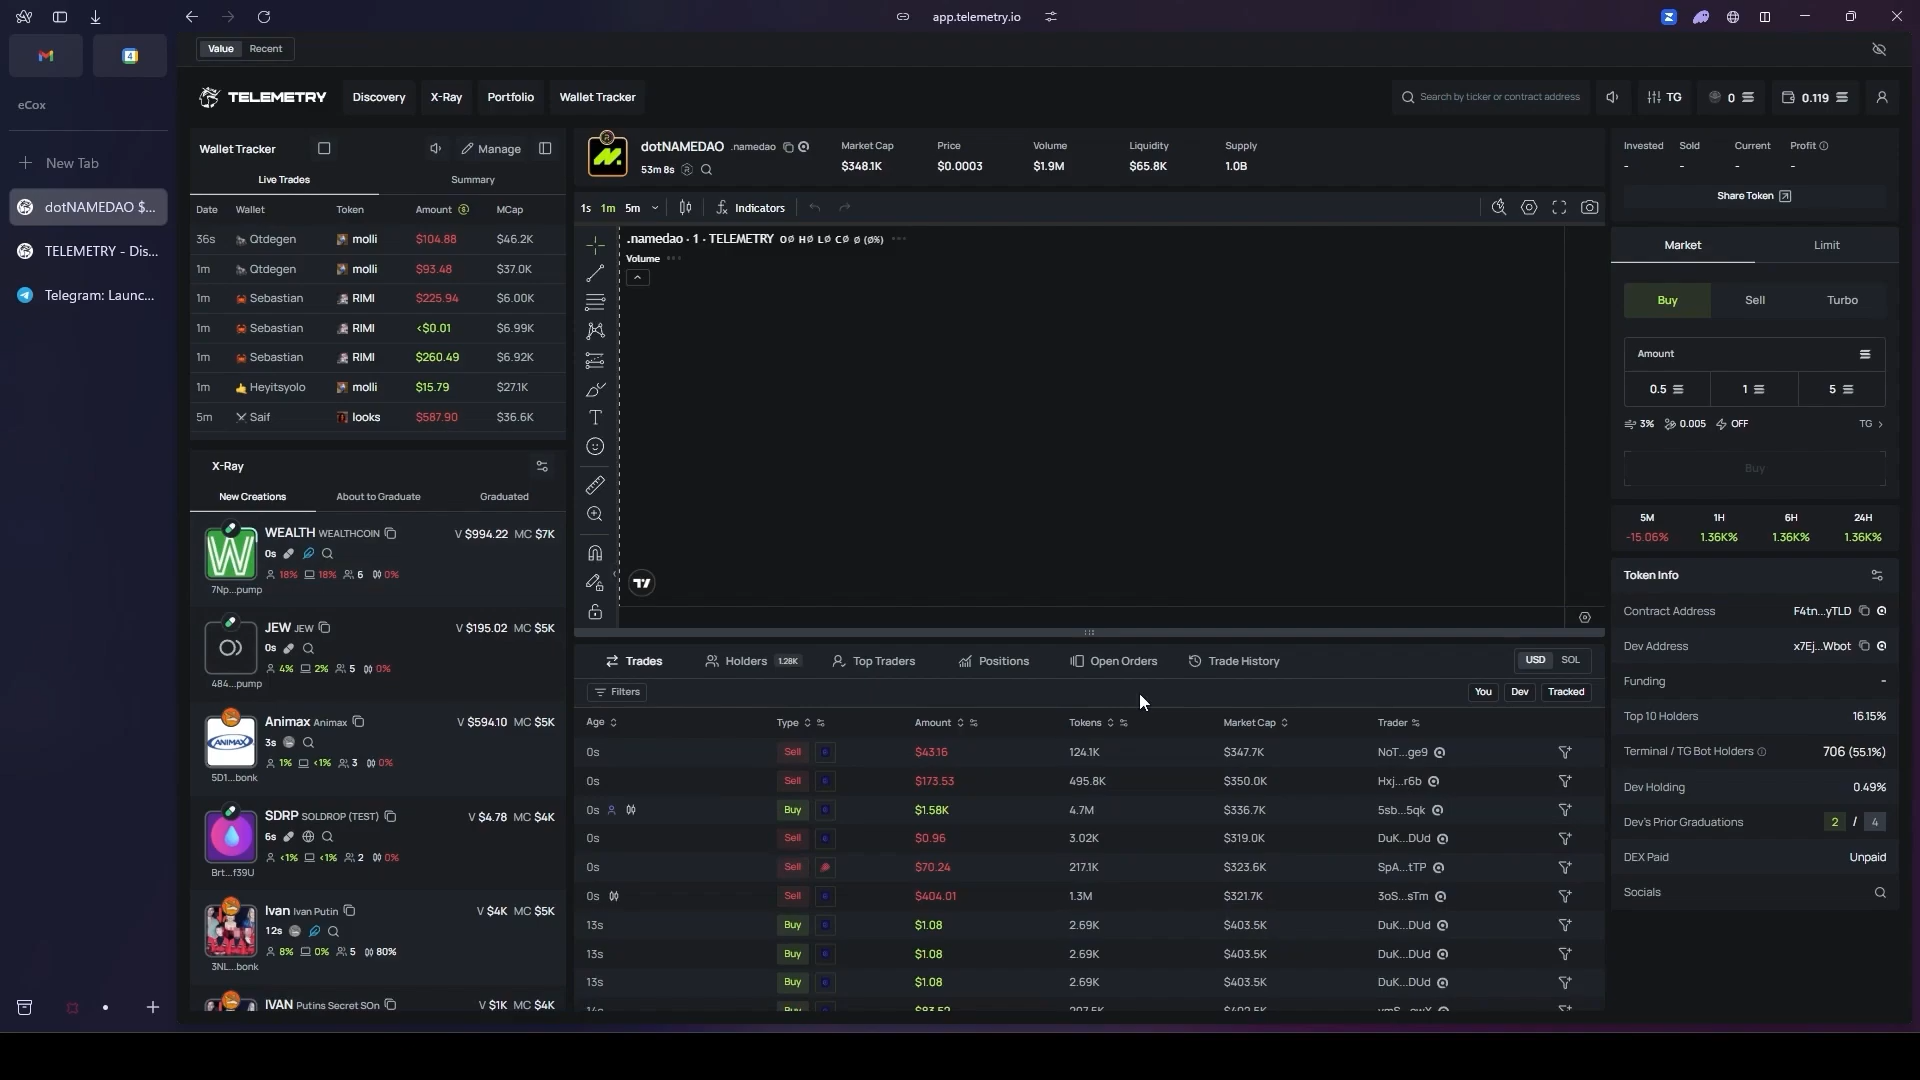 app.telemetry.io
Value Recent
eCox
New Tab
dotNAMEDAO $...
TELEMETRY - Dis...
Telegram: Launc...
TELEMETRY Discovery X-Ray Portfolio Wallet Tracker
Search by ticker or contract address TG 0 0.119
Wallet Tracker Manage
Live Trades Summary
Date Wallet Token Amount MCap
36s Qtdegen molli $104.88 $46.2K
1m Qtdegen molli $93.48 $37.0K
1m Sebastian RIMI $225.94 $6.00K
1m Sebastian RIMI <$0.01 $6.99K
1m Sebastian RIMI $260.49 $6.92K
1m Heyitsyolo molli $15.79 $27.1K
5m Saif looks $587.90 $36.6K
X-Ray
New Creations About to Graduate Graduated
WEALTH WEALTHCOIN V $994.22 MC $7K
0s
18% 18% 6 0%
7Np...pump
JEW JEW V $195.02 MC $5K
0s
4% 2% 5 0%
484...pump
Animax Animax V $594.10 MC $5K
ANIMAX
3s
1% <1% 3 0%
5D1...bonk
SDRP SOLDROP (TEST) V $4.78 MC $4K
6s
<1% <1% 2 0%
Brt...f39U
Ivan Ivan Putin V $4K MC $5K
12s
8% 0% 5 80%
3NL...bonk
IVAN Putins Secret SOn V $1K MC $4K
dotNAMEDAO .namedao
53m 8s
Market Cap Price Volume Liquidity Supply
$348.1K $0.0003 $1.9M $65.8K 1.0B
1s 1m 5m Indicators
.namedao · 1 · TELEMETRY O∅ H∅ L∅ C∅ ∅ (∅%)
Volume
Trades Holders 1.28K Top Traders Positions Open Orders Trade History USD SOL
Filters You Dev Tracked
Age Type Amount Tokens Market Cap Trader
0s Sell $43.16 124.1K $347.7K NoT...ge9
0s Sell $173.53 495.8K $350.0K Hxj...r6b
0s Buy $1.58K 4.7M $336.7K 5sb...5qk
0s Sell $0.96 3.02K $319.0K DuK...DUd
0s Sell $70.24 217.1K $323.6K SpA...tTP
0s Sell $404.01 1.3M $321.7K 3oS...sTm
13s Buy $1.08 2.69K $403.5K DuK...DUd
13s Buy $1.08 2.69K $403.5K DuK...DUd
13s Buy $1.08 2.69K $403.5K DuK...DUd
Invested Sold Current Profit
- - - -
Share Token
Market Limit
Buy Sell Turbo
Amount
0.5 1 5
3% 0.005 OFF TG
Buy
5M 1H 6H 24H
-15.06% 1.36K% 1.36K% 1.36K%
Token Info
Contract Address F4tn...yTLD
Dev Address x7Ej...Wbot
Funding -
Top 10 Holders 16.15%
Terminal / TG Bot Holders 706 (55.1%)
Dev Holding 0.49%
Dev's Prior Graduations 2 / 4
DEX Paid Unpaid
Socials